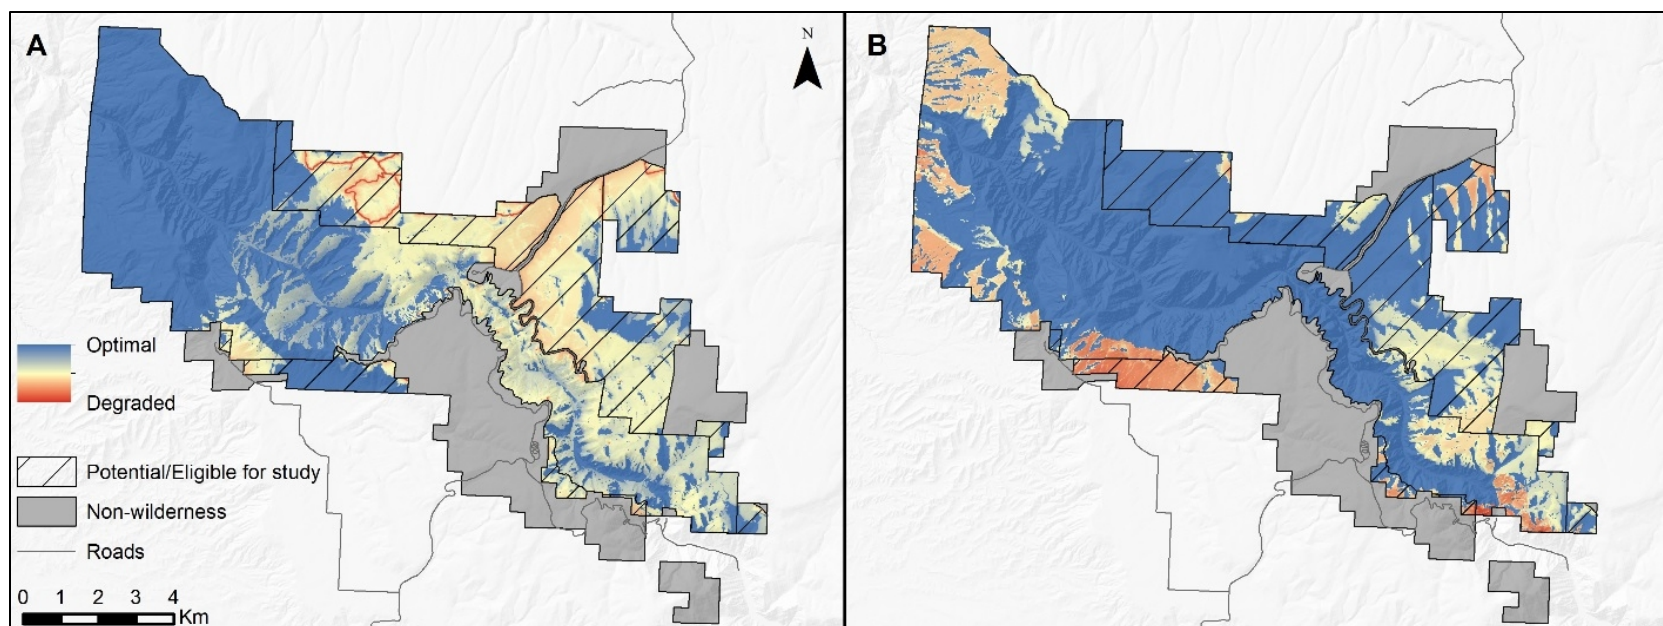 A
N
B
Optimal
Degraded
Potential/Eligible for study
Non-wilderness
Roads
0 1 2 3 4
Km